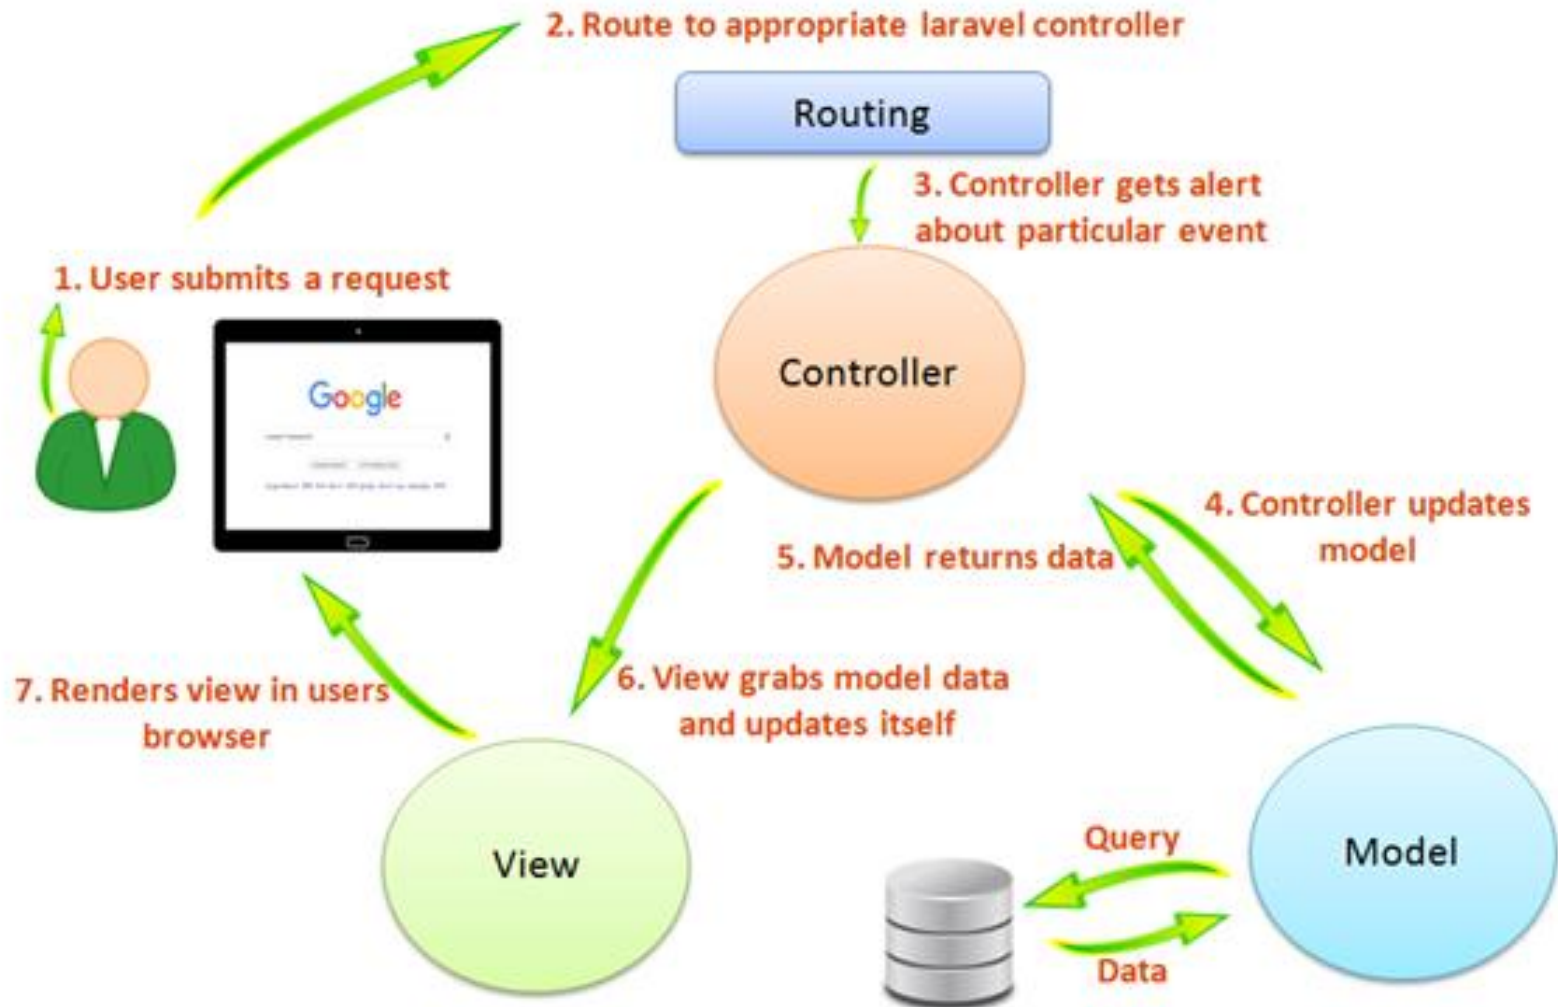 2. Route to appropriate laravel controller
Routing
3. Controller gets alert
about particular event
1. User submits a request
Google
Controller
4. Controller updates
model
5. Model returns data
6. View grabs model data
and updates itself
7. Renders view in users
browser
View
Query
Model
Data